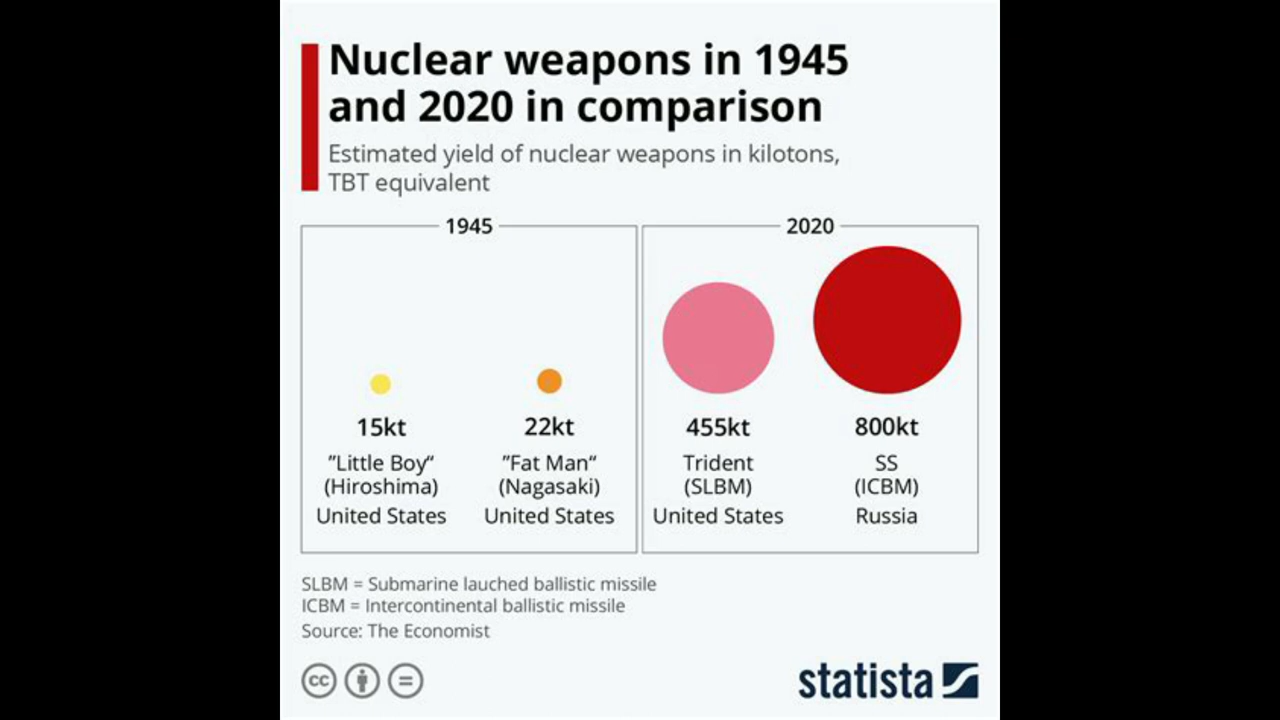 Nuclear weapons in 1945
and 2020 in comparison
Estimated yield of nuclear weapons in kilotons,
TBT equivalent
1945
2020
15kt
22kt
455kt
800kt
”Little Boy“
(Hiroshima)
United States
”Fat Man“
(Nagasaki)
United States
Trident
(SLBM)
United States
SS
(ICBM)
Russia
SLBM = Submarine lauched ballistic missile
ICBM = Intercontinental ballistic missile
Source: The Economist
cc
statista